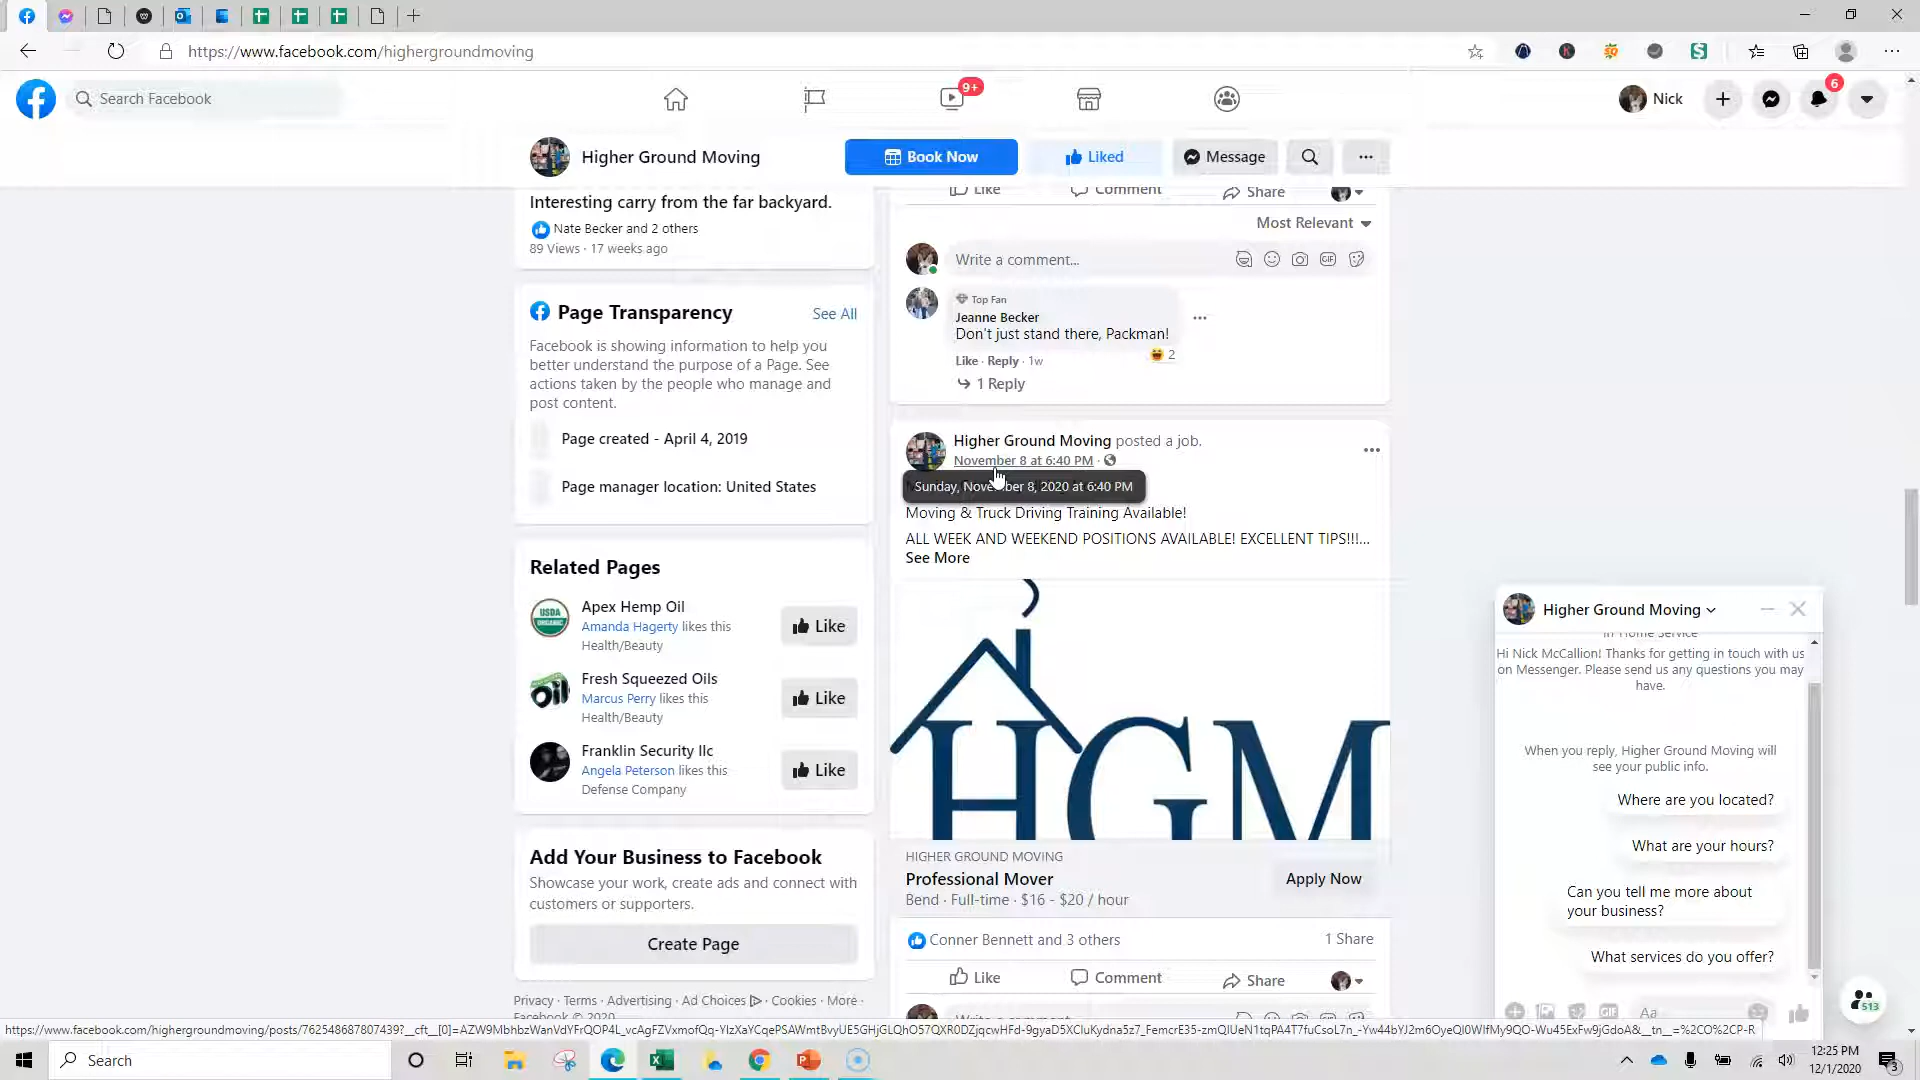 https://www.facebook.com/highergroundmoving
Search Facebook
9+
Nick
6
Higher Ground Moving
Book Now
Liked
Message
Interesting carry from the far backyard.
Nate Becker and 2 others
89 Views · 17 weeks ago
Page Transparency
See All
Facebook is showing information to help you
better understand the purpose of a Page. See
actions taken by the people who manage and
post content.
Page created - April 4, 2019
Page manager location: United States
Related Pages
Apex Hemp Oil
Amanda Hagerty likes this
Health/Beauty
Like
Fresh Squeezed Oils
Marcus Perry likes this
Health/Beauty
Like
Franklin Security llc
Angela Peterson likes this
Defense Company
Like
Add Your Business to Facebook
Showcase your work, create ads and connect with
customers or supporters.
Create Page
Privacy · Terms · Advertising · Ad Choices · Cookies · More ·
Facebook © 2020
Like
Comment
Share
Most Relevant
Write a comment...
GIF
Top Fan
Jeanne Becker
Don't just stand there, Packman!
2
Like · Reply · 1w
1 Reply
Higher Ground Moving posted a job.
November 8 at 6:40 PM ·
Sunday, November 8, 2020 at 6:40 PM
Moving & Truck Driving Training Available!
ALL WEEK AND WEEKEND POSITIONS AVAILABLE! EXCELLENT TIPS!!!...
See More
HGM
HIGHER GROUND MOVING
Professional Mover
Bend · Full-time · $16 - $20 / hour
Apply Now
Conner Bennett and 3 others
1 Share
Like
Comment
Share
Write a comment...
Higher Ground Moving
In-Home Service
Hi Nick McCallion! Thanks for getting in touch with us
on Messenger. Please send us any questions you may
have.
When you reply, Higher Ground Moving will
see your public info.
Where are you located?
What are your hours?
Can you tell me more about
your business?
What services do you offer?
GIF
Aa
513
Search
12:25 PM
12/1/2020
3